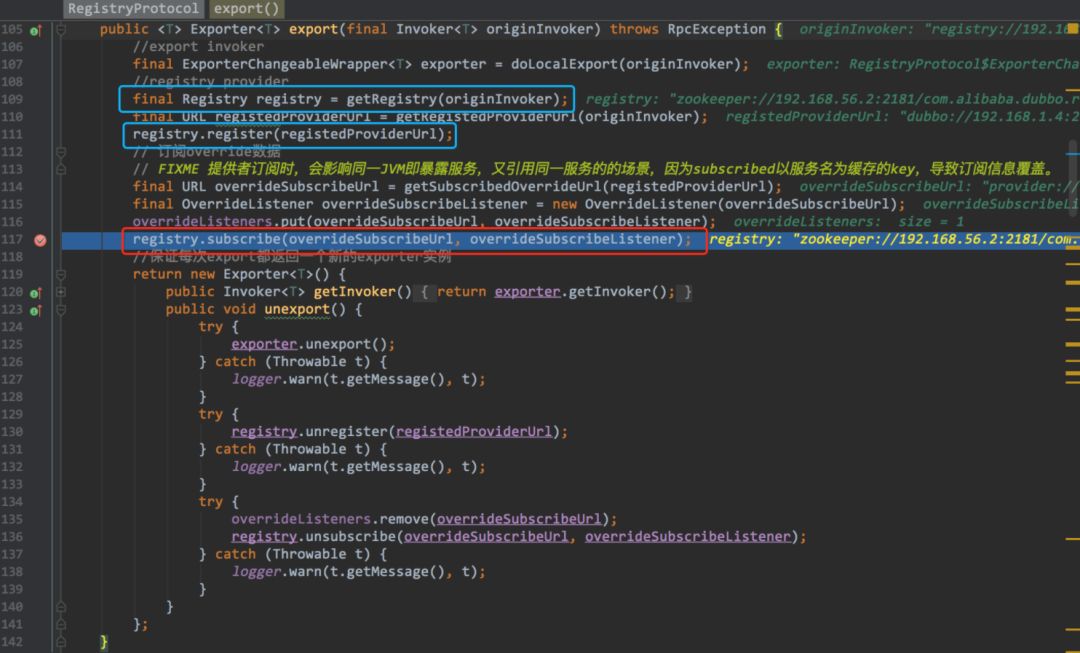 RegistryProtocol export()
105 public <T> Exporter<T> export(final Invoker<T> originInvoker) throws RpcException { originInvoker: "registry://192.16
106 //export invoker
107 final ExporterChangeableWrapper<T> exporter = doLocalExport(originInvoker); exporter: RegistryProtocol$ExporterCha
108 //registry provider
109 final Registry registry = getRegistry(originInvoker); registry: "zookeeper://192.168.56.2:2181/com.alibaba.dubbo.r
110 final URL registedProviderUrl = getRegistedProviderUrl(originInvoker); registedProviderUrl: "dubbo://192.168.1.4:2
111 registry.register(registedProviderUrl);
112 // 订阅override数据
113 // FIXME 提供者订阅时，会影响同一JVM即暴露服务，又引用同一服务的的场景，因为subscribed以服务名为缓存的key，导致订阅信息覆盖。
114 final URL overrideSubscribeUrl = getSubscribedOverrideUrl(registedProviderUrl); overrideSubscribeUrl: "provider:/
115 final OverrideListener overrideSubscribeListener = new OverrideListener(overrideSubscribeUrl); overrideSubscribeLi
116 overrideListeners.put(overrideSubscribeUrl, overrideSubscribeListener); overrideListeners: size = 1
117 registry.subscribe(overrideSubscribeUrl, overrideSubscribeListener); registry: "zookeeper://192.168.56.2:2181/com.
118 //保证每次export都返回一个新的exporter实例
119 return new Exporter<T>() {
120 public Invoker<T> getInvoker() { return exporter.getInvoker(); }
123 public void unexport() {
124 try {
125 exporter.unexport();
126 } catch (Throwable t) {
127 logger.warn(t.getMessage(), t);
128 }
129 try {
130 registry.unregister(registedProviderUrl);
131 } catch (Throwable t) {
132 logger.warn(t.getMessage(), t);
133 }
134 try {
135 overrideListeners.remove(overrideSubscribeUrl);
136 registry.unsubscribe(overrideSubscribeUrl, overrideSubscribeListener);
137 } catch (Throwable t) {
138 logger.warn(t.getMessage(), t);
139 }
140 }
141 };
142 }